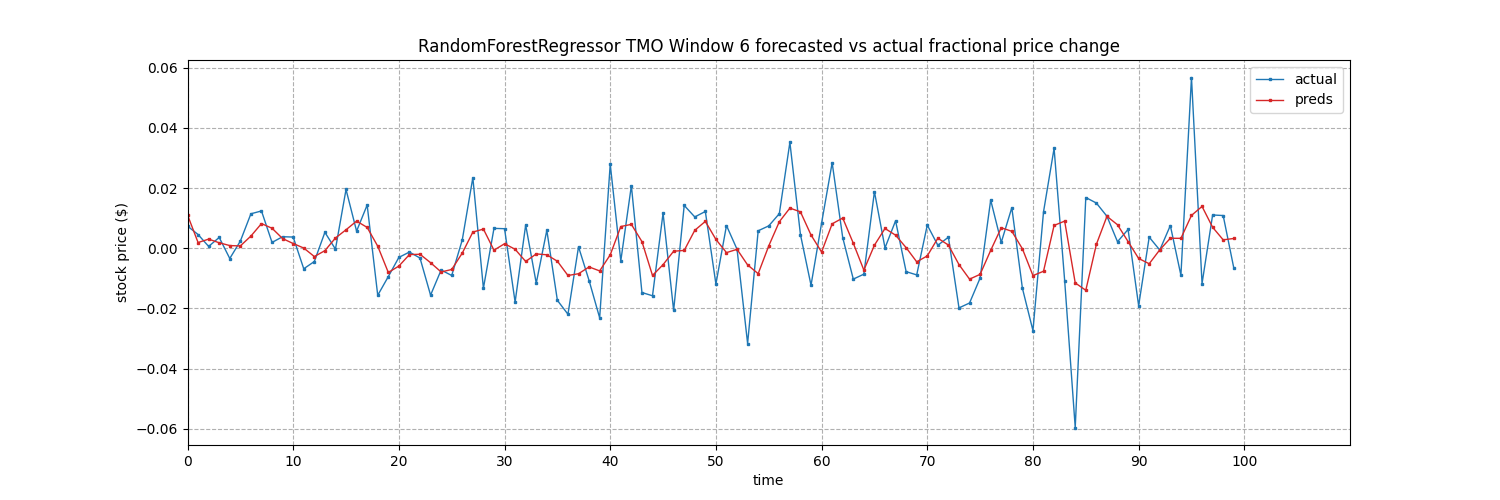 RandomForestRegressor TMO Window 6 forecasted vs actual fractional price change
0.06
0.04
0.02
0.00
−0.02
−0.04
−0.06
stock price ($)
actual
preds
0 10 20 30 40 50 60 70 80 90 100
time